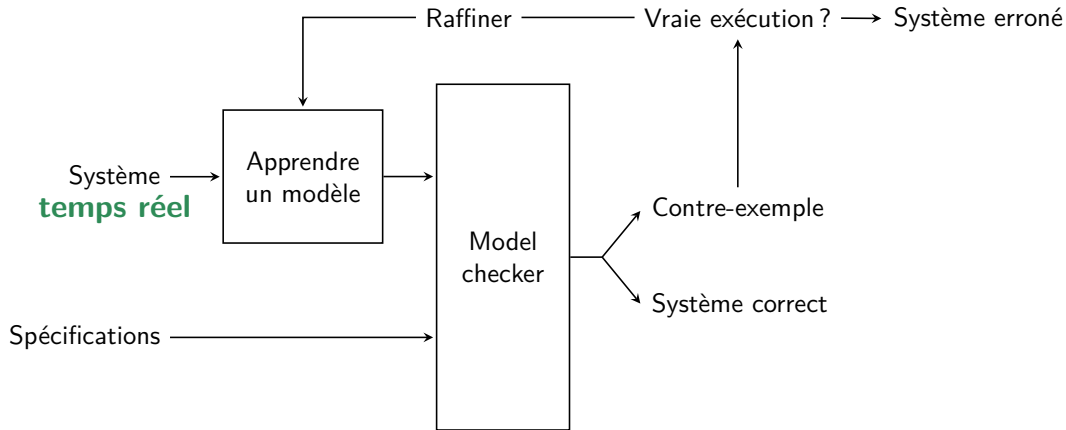 Raffiner
Vraie exécution ?
Système erroné
Apprendre
un modèle
Système
temps réel
Contre-exemple
Model
checker
Système correct
Spécifications